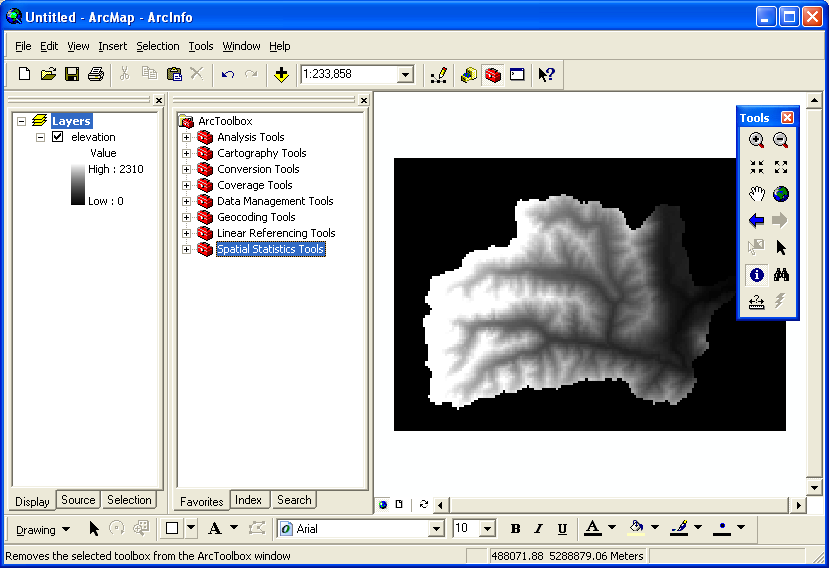 Untitled - ArcMap - ArcInfo
File Edit View Insert Selection Tools Window Help
1:233,858
Layers
elevation
Value
High : 2310
Low : 0
Display Source Selection
ArcToolbox
Analysis Tools
Cartography Tools
Conversion Tools
Coverage Tools
Data Management Tools
Geocoding Tools
Linear Referencing Tools
Spatial Statistics Tools
Favorites Index Search
Tools
Drawing A Arial 10 B I U A
Removes the selected toolbox from the ArcToolbox window
488071.88 5288879.06 Meters